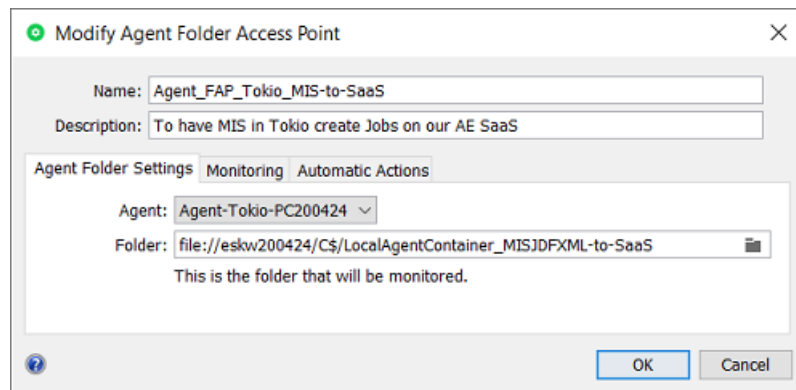 Modify Agent Folder Access Point
Name: Agent_FAP_Tokio_MIS-to-SaaS
Description: To have MIS in Tokio create Jobs on our AE SaaS
Agent Folder Settings Monitoring Automatic Actions
Agent: Agent-Tokio-PC200424
Folder: file://eskw200424/C$/LocalAgentContainer_MISJDFXML-to-SaaS
This is the folder that will be monitored.
? OK Cancel